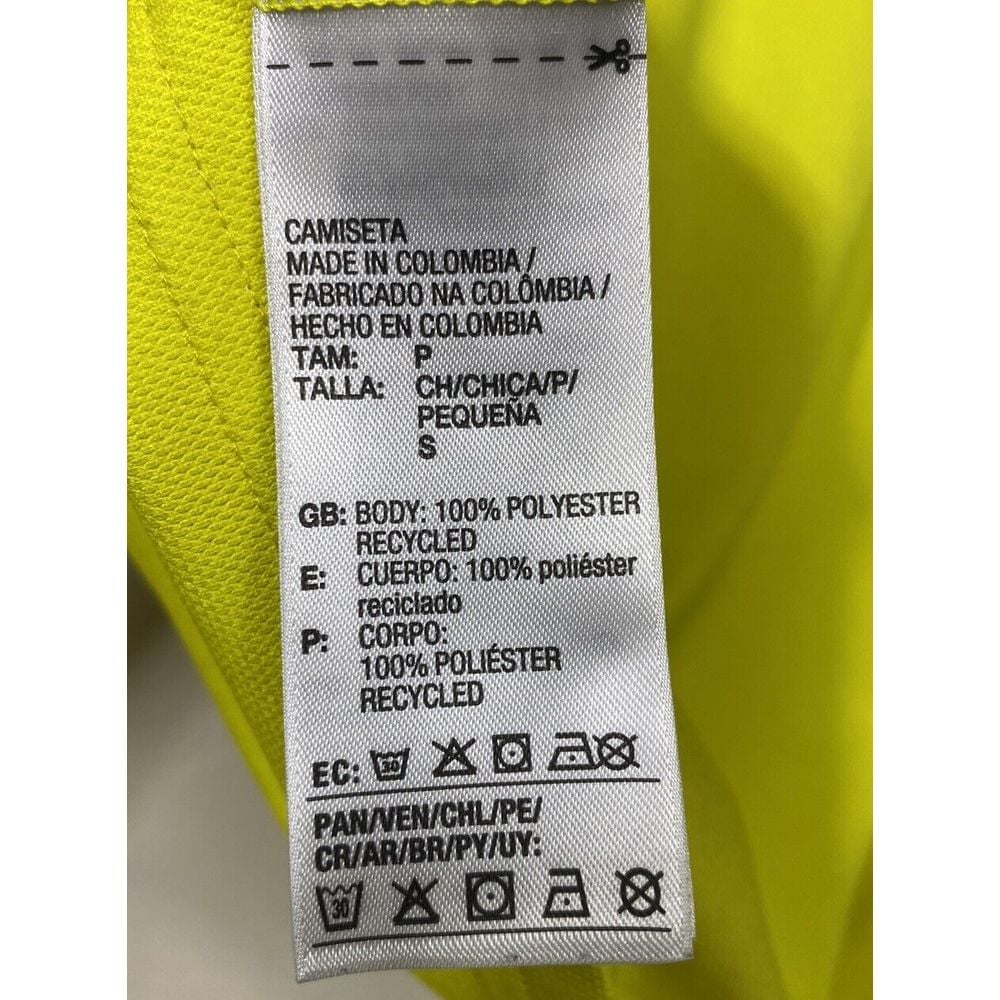 CAMISETA
MADE IN COLOMBIA /
FABRICADO NA COLÔMBIA /
HECHO EN COLOMBIA
TAM: P
TALLA: CH/CHICA/P/
PEQUEÑA
S
GB: BODY: 100% POLYESTER
RECYCLED
E: CUERPO: 100% poliéster
reciclado
P: CORPO:
100% POLIÉSTER
RECYCLED
EC: 30
PAN/VEN/CHL/PE/
CR/AR/BR/PY/UY:
30